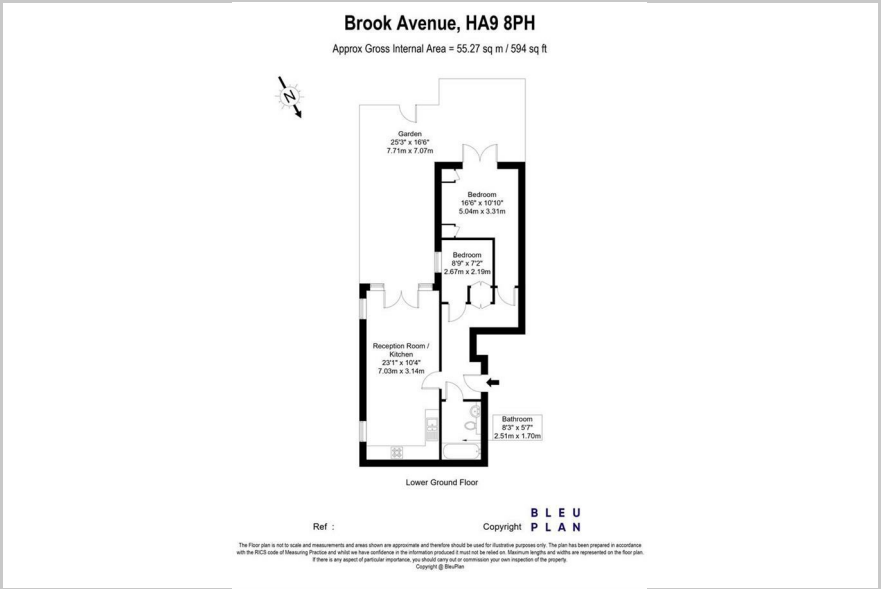 Brook Avenue, HA9 8PH
Approx Gross Internal Area = 55.27 sq m / 594 sq ft
N
Garden
25'3" x 16'6"
7.71m x 7.07m
Bedroom
16'6" x 10'10"
5.04m x 3.31m
Bedroom
8'9" x 7'2"
2.67m x 2.19m
Reception Room /
Kitchen
23'1" x 10'4"
7.03m x 3.14m
Bathroom
8'3" x 5'7"
2.51m x 1.70m
Lower Ground Floor
Ref :
Copyright
BLEU
PLAN
The Floor plan is not to scale and measurements and areas shown are approximate and therefore should be used for illustrative purposes only. The plan has been prepared in accordance
with the RICS code of Measuring Practice and whilst we have confidence in the information produced it must not be relied on. Maximum lengths and widths are represented on the floor plan.
If there is any aspect of particular importance, you should carry out or commission your own inspection of the property.
Copyright @ BleuPlan